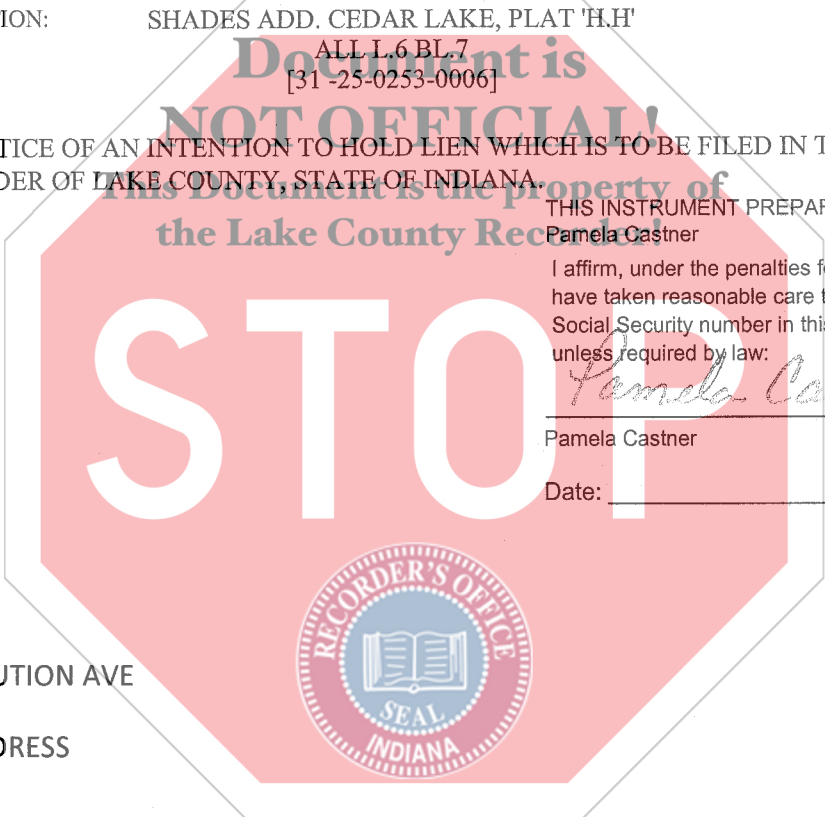 ION: SHADES ADD. CEDAR LAKE, PLAT 'H.H'
ALL L.6 BL.7
[31 -25-0253-0006]
Document is
NOT OFFICIAL!
This Document is the property of
the Lake County Recorder!
TICE OF AN INTENTION TO HOLD LIEN WHICH IS TO BE FILED IN T
DER OF LAKE COUNTY, STATE OF INDIANA.
THIS INSTRUMENT PREPAR
Pamela Castner
I affirm, under the penalties f
have taken reasonable care t
Social Security number in this
unless required by law:
Pamela Ca
Pamela Castner
Date:
STOP
RECORDER'S OFFICE
SEAL
INDIANA
UTION AVE
DRESS